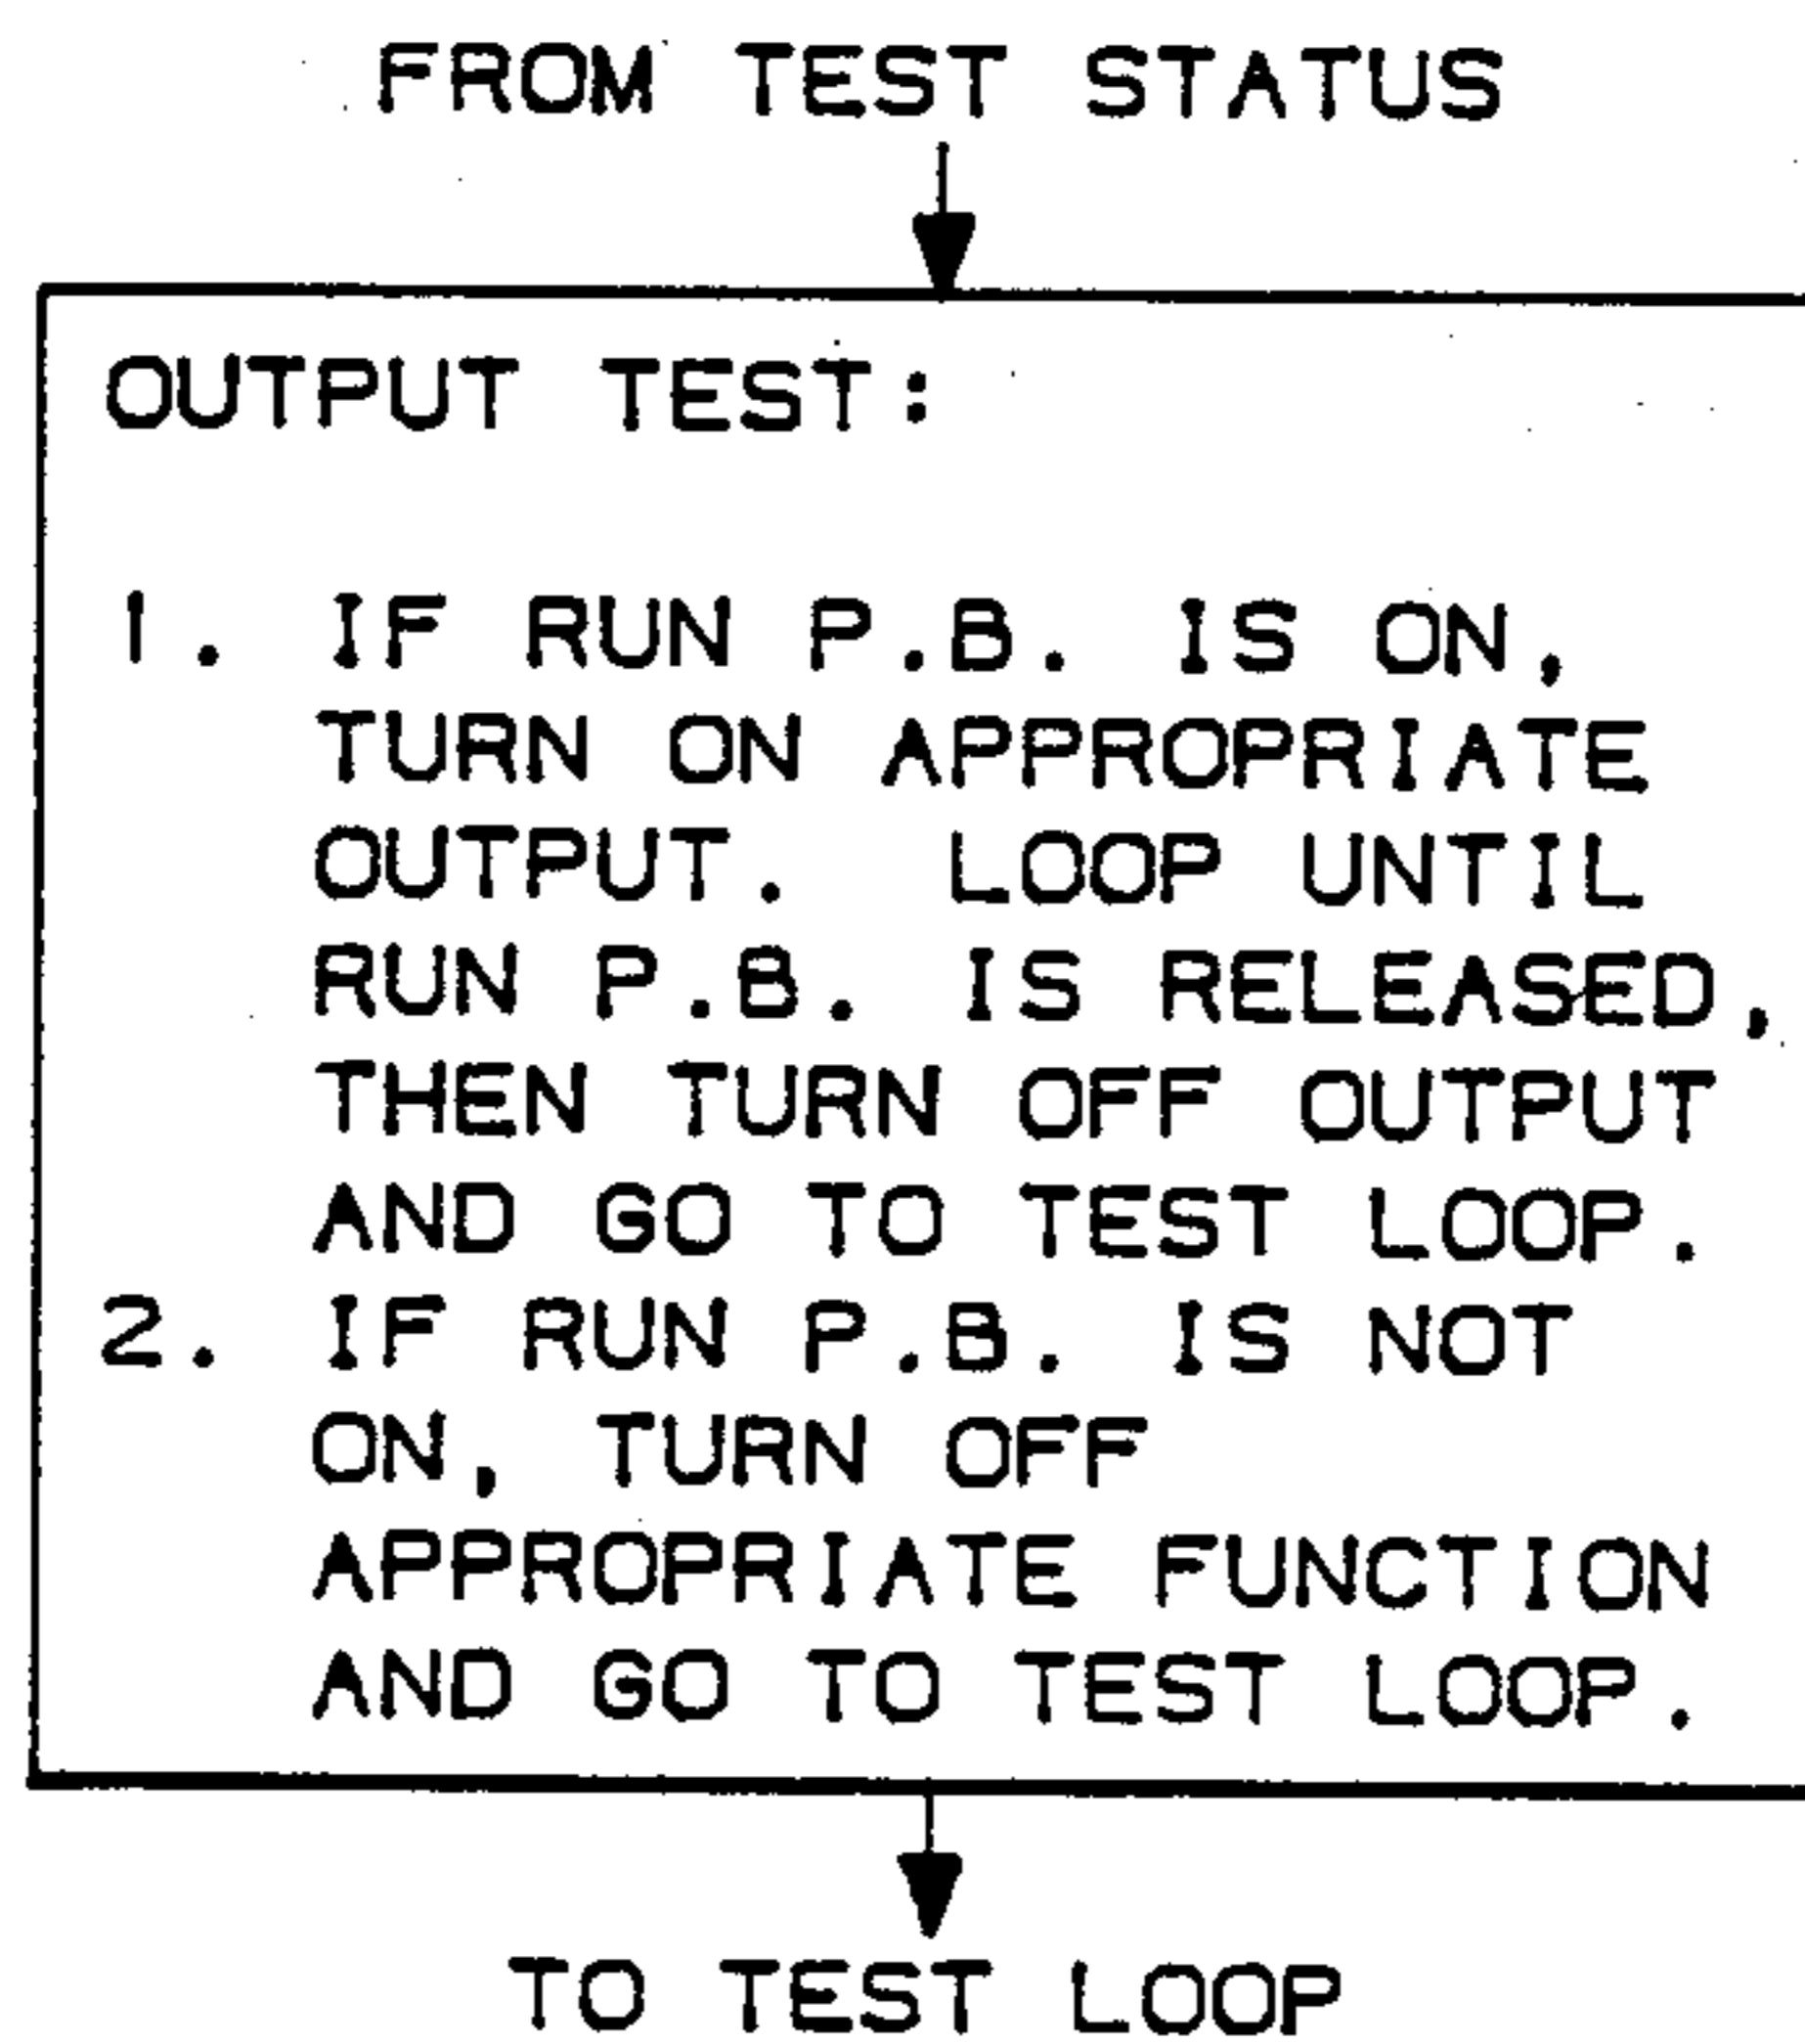 FROM TEST STATUS
OUTPUT TEST:
1. IF RUN P.B. IS ON,
TURN ON APPROPRIATE
OUTPUT. LOOP UNTIL
RUN P.B. IS RELEASED,
THEN TURN OFF OUTPUT
AND GO TO TEST LOOP.
2. IF RUN P.B. IS NOT
ON, TURN OFF
APPROPRIATE FUNCTION
AND GO TO TEST LOOP.
TO TEST LOOP